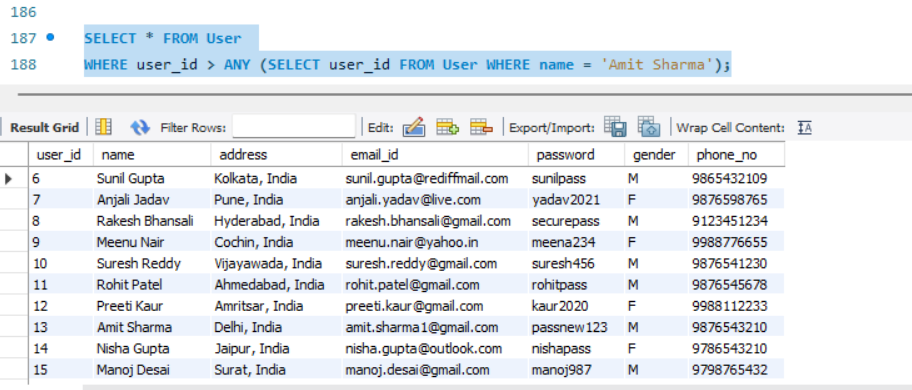 186
187 SELECT * FROM User
188 WHERE user_id > ANY (SELECT user_id FROM User WHERE name = 'Amit Sharma');
Result Grid Filter Rows: Edit: Export/Import: Wrap Cell Content: IA
user_id name address email_id password gender phone_no
6 Sunil Gupta Kolkata, India sunil.gupta@rediffmail.com sunilpass M 9865432109
7 Anjali Jadav Pune, India anjali.yadav@live.com yadav2021 F 9876598765
8 Rakesh Bhansali Hyderabad, India rakesh.bhansali@gmail.com securepass M 9123451234
9 Meenu Nair Cochin, India meenu.nair@yahoo.in meena234 F 9988776655
10 Suresh Reddy Vijayawada, India suresh.reddy@gmail.com suresh456 M 9876541230
11 Rohit Patel Ahmedabad, India rohit.patel@gmail.com rohitpass M 9876545678
12 Preeti Kaur Amritsar, India preeti.kaur@gmail.com kaur2020 F 9988112233
13 Amit Sharma Delhi, India amit.sharma1@gmail.com passnew123 M 9876543210
14 Nisha Gupta Jaipur, India nisha.gupta@outlook.com nishapass F 9786543210
15 Manoj Desai Surat, India manoj.desai@gmail.com manoj987 M 9798765432